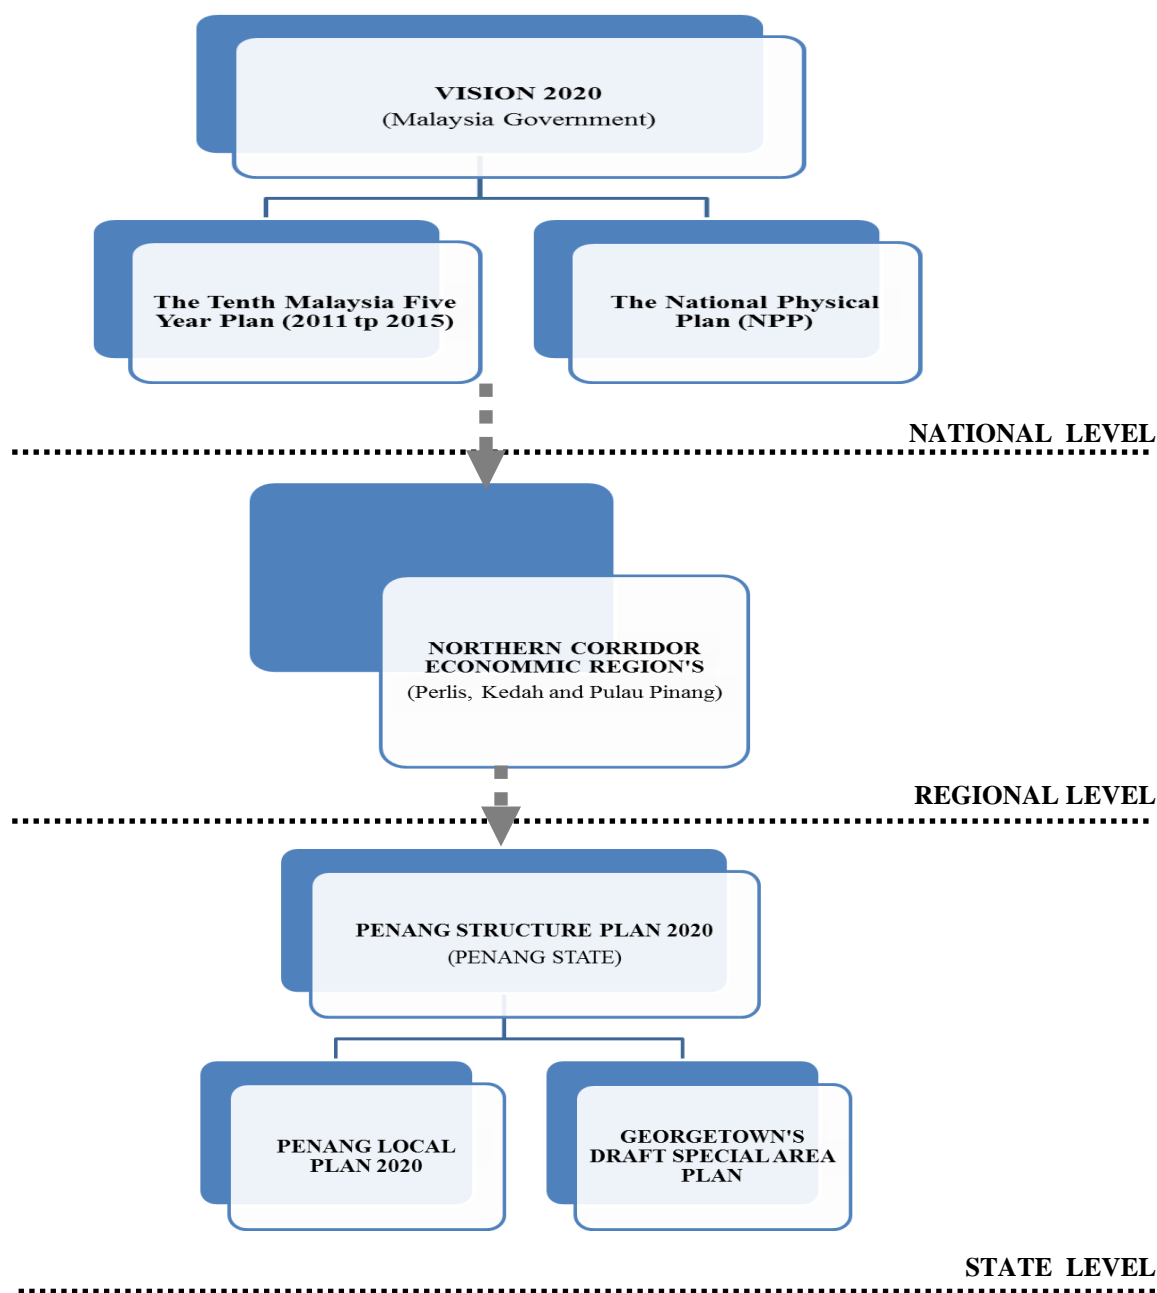 VISION 2020
(Malaysia Government)
The Tenth Malaysia Five
Year Plan (2011 tp 2015)
The National Physical
Plan (NPP)
NATIONAL LEVEL
NORTHERN CORRIDOR
ECONOMMIC REGION'S
(Perlis, Kedah and Pulau Pinang)
REGIONAL LEVEL
PENANG STRUCTURE PLAN 2020
(PENANG STATE)
PENANG LOCAL
PLAN 2020
GEORGETOWN'S
DRAFT SPECIAL AREA
PLAN
STATE LEVEL